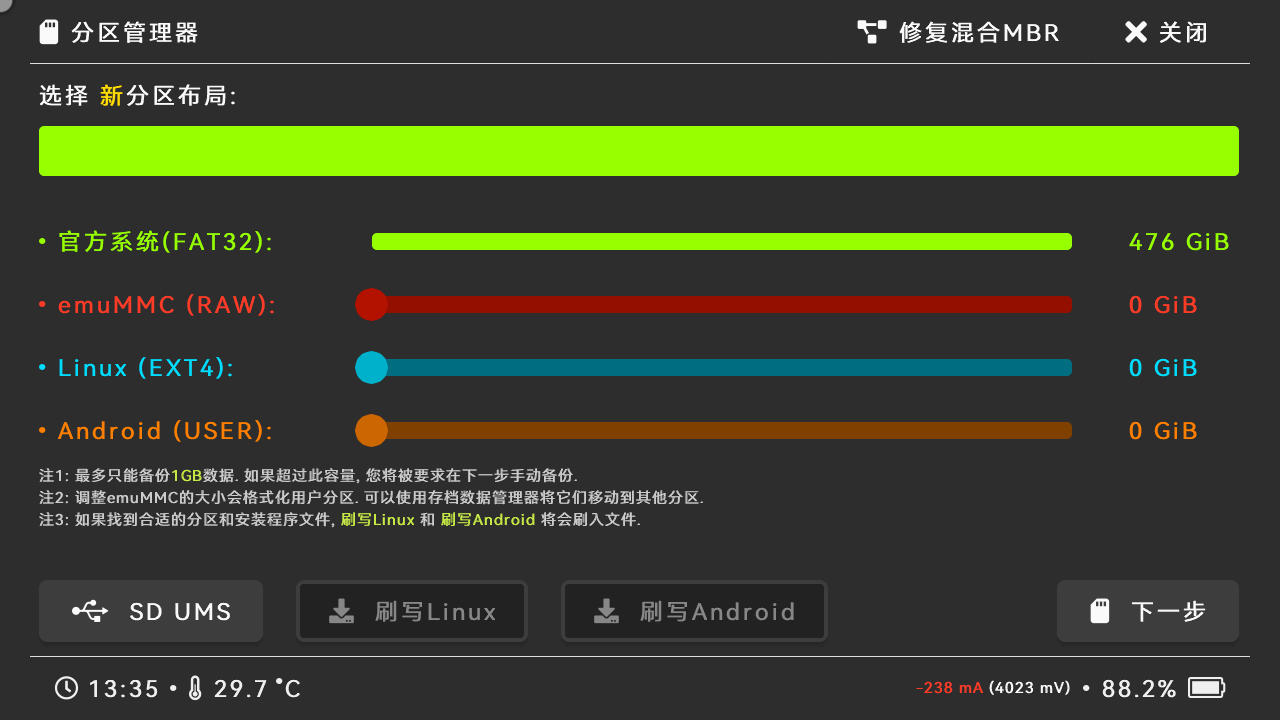 分区管理器
修复混合MBR
关闭
选择 新分区布局:
• 官方系统(FAT32): 476 GiB
• emuMMC (RAW): 0 GiB
• Linux (EXT4): 0 GiB
• Android (USER): 0 GiB
注1: 最多只能备份1GB数据. 如果超过此容量, 您将被要求在下一步手动备份.
注2: 调整emuMMC的大小会格式化用户分区. 可以使用存档数据管理器将它们移动到其他分区.
注3: 如果找到合适的分区和安装程序文件, 刷写Linux 和 刷写Android 将会刷入文件.
SD UMS
刷写Linux
刷写Android
下一步
13:35 • 29.7 °C
-238 mA (4023 mV) • 88.2%